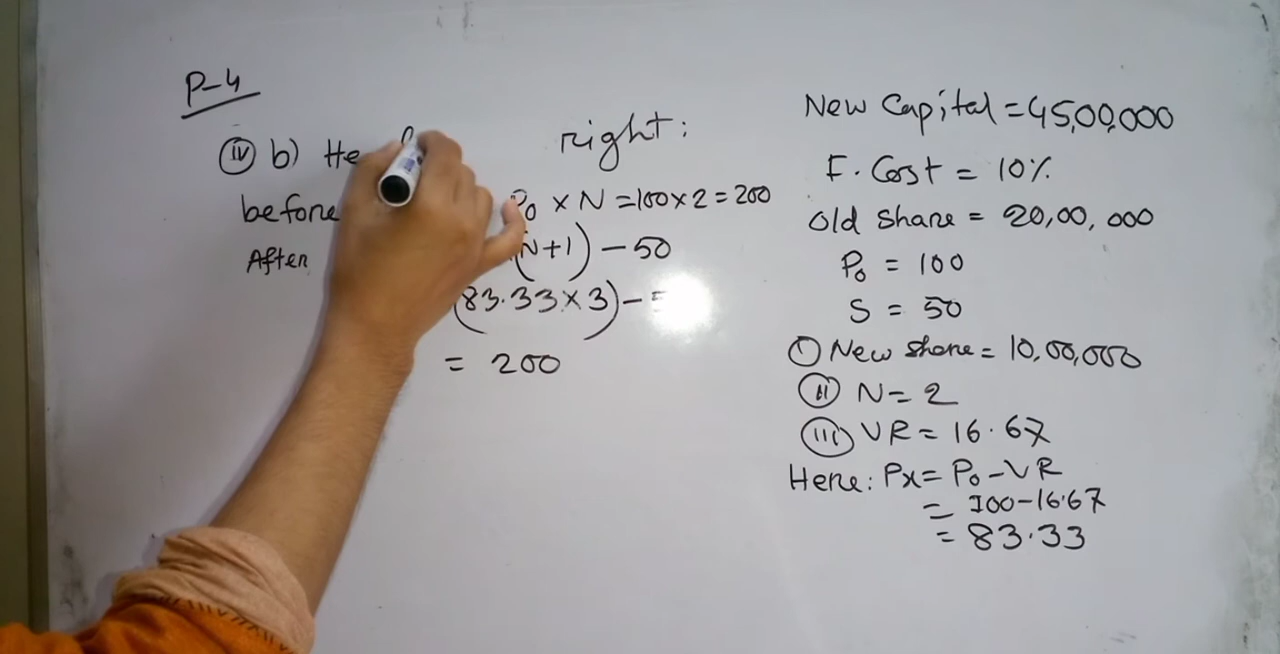 P-4
(iv) b) He right:
before P₀ × N = 100 × 2 = 200
After (N+1) - 50
(83.33 × 3) -
= 200
New Capital = 45,00,000
F. Cost = 10%
Old Share = 20,00,000
P₀ = 100
S = 50
(i) New share = 10,00,000
(ii) N = 2
(iii) VR = 16.67
Here: Px = P₀ - VR
= 100 - 16.67
= 83.33